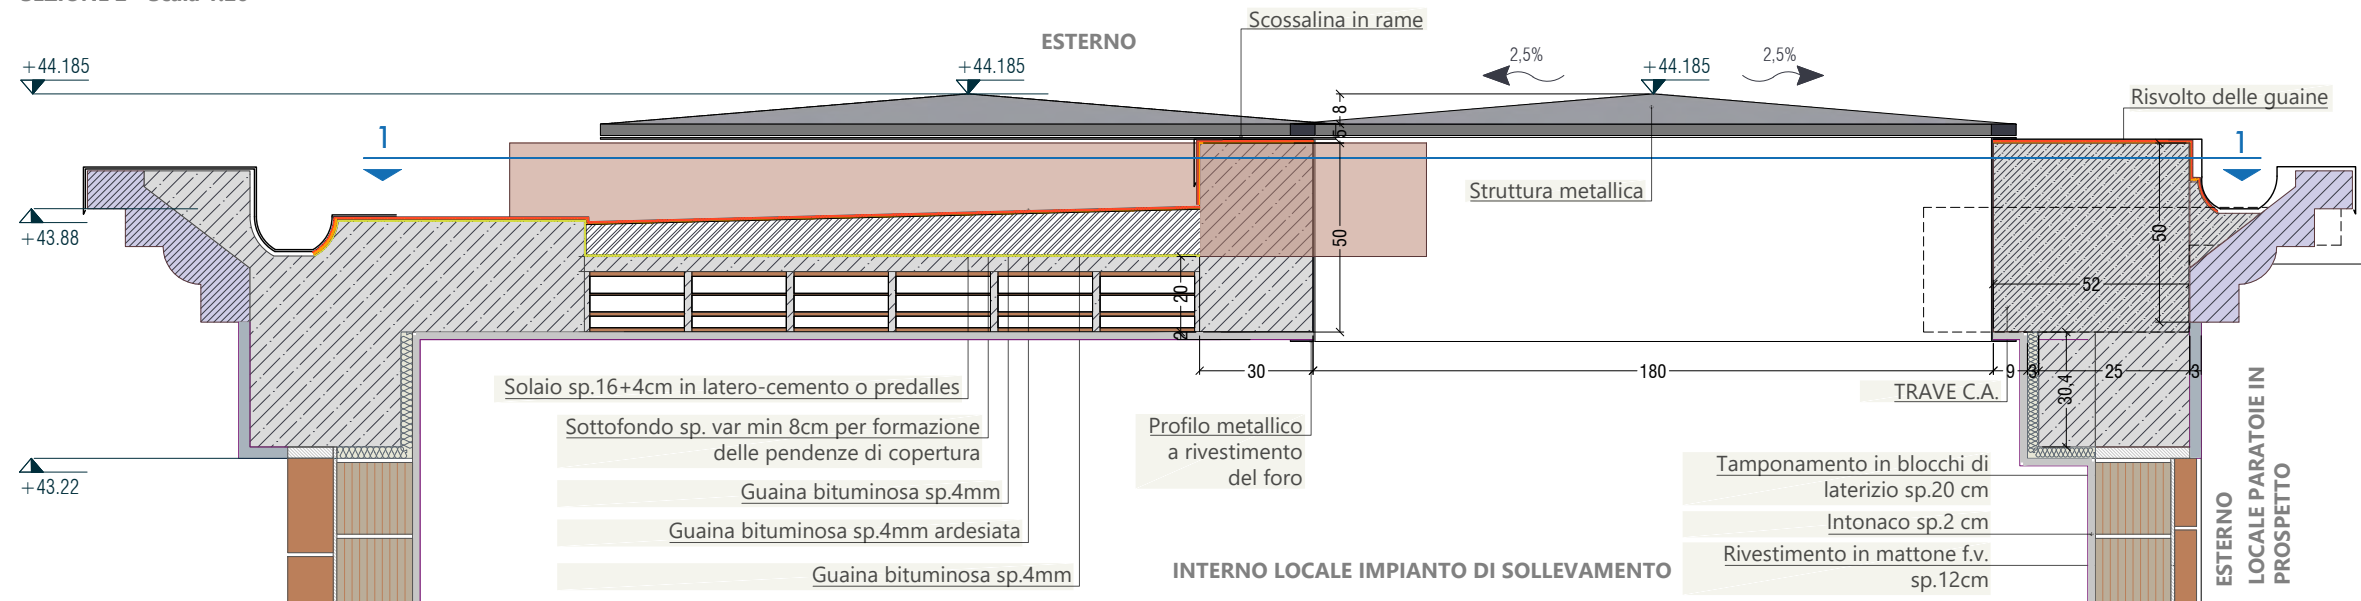 Scossalina in rame
ESTERNO
+44.185
+44.185
2,5%
+44.185
2,5%
Risvolto delle guaine
8
5
1
1
Struttura metallica
+43.88
50
50
20
2
52
30
180
9
3
25
3
30,4
Solaio sp.16+4cm in latero-cemento o predalles
Sottofondo sp. var min 8cm per formazione
delle pendenze di copertura
Guaina bituminosa sp.4mm
Guaina bituminosa sp.4mm ardesiata
Guaina bituminosa sp.4mm
Profilo metallico
a rivestimento
del foro
TRAVE C.A.
+43.22
Tamponamento in blocchi di
laterizio sp.20 cm
Intonaco sp.2 cm
Rivestimento in mattone f.v.
sp.12cm
INTERNO LOCALE IMPIANTO DI SOLLEVAMENTO
ESTERNO
LOCALE PARATOIE IN
PROSPETTO